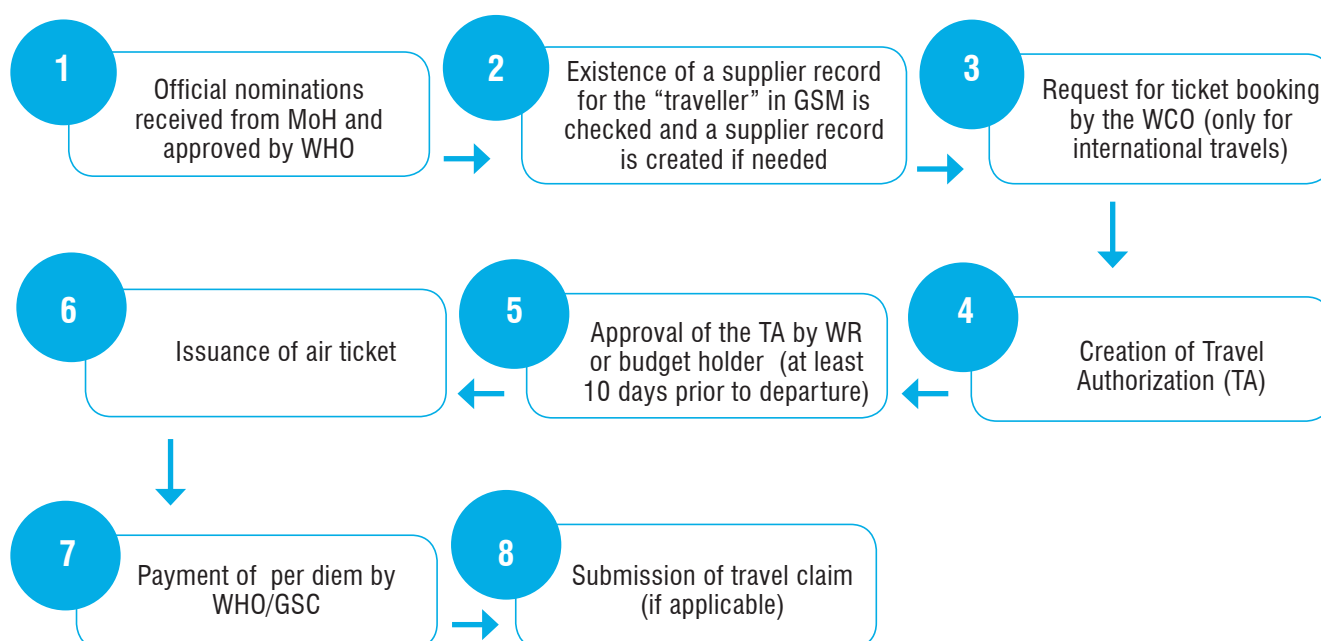 1
Official nominations
received from MoH and
approved by WHO
2
Existence of a supplier record
for the “traveller” in GSM is
checked and a supplier record
is created if needed
3
Request for ticket booking
by the WCO (only for
international travels)
4
Creation of Travel
Authorization (TA)
5
Approval of the TA by WR
or budget holder (at least
10 days prior to departure)
6
Issuance of air ticket
7
Payment of per diem by
WHO/GSC
8
Submission of travel claim
(if applicable)